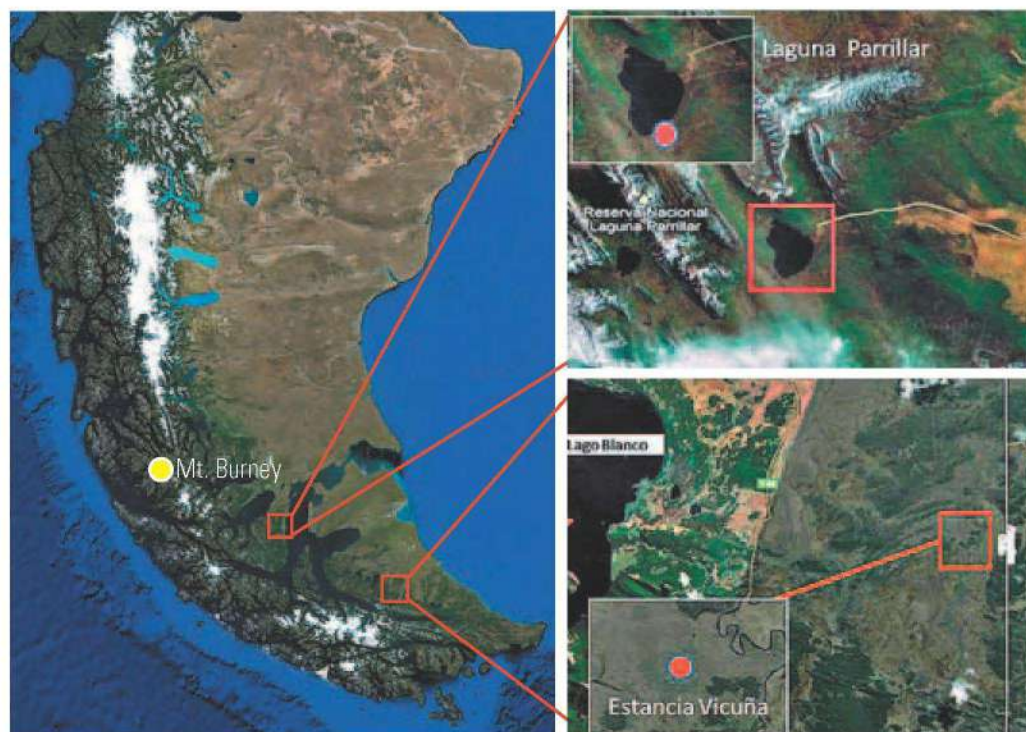 Mt. Burney
Laguna Parrillar
Reserva Nacional
Laguna Parrillar
Lago Blanco
Estancia Vicuña